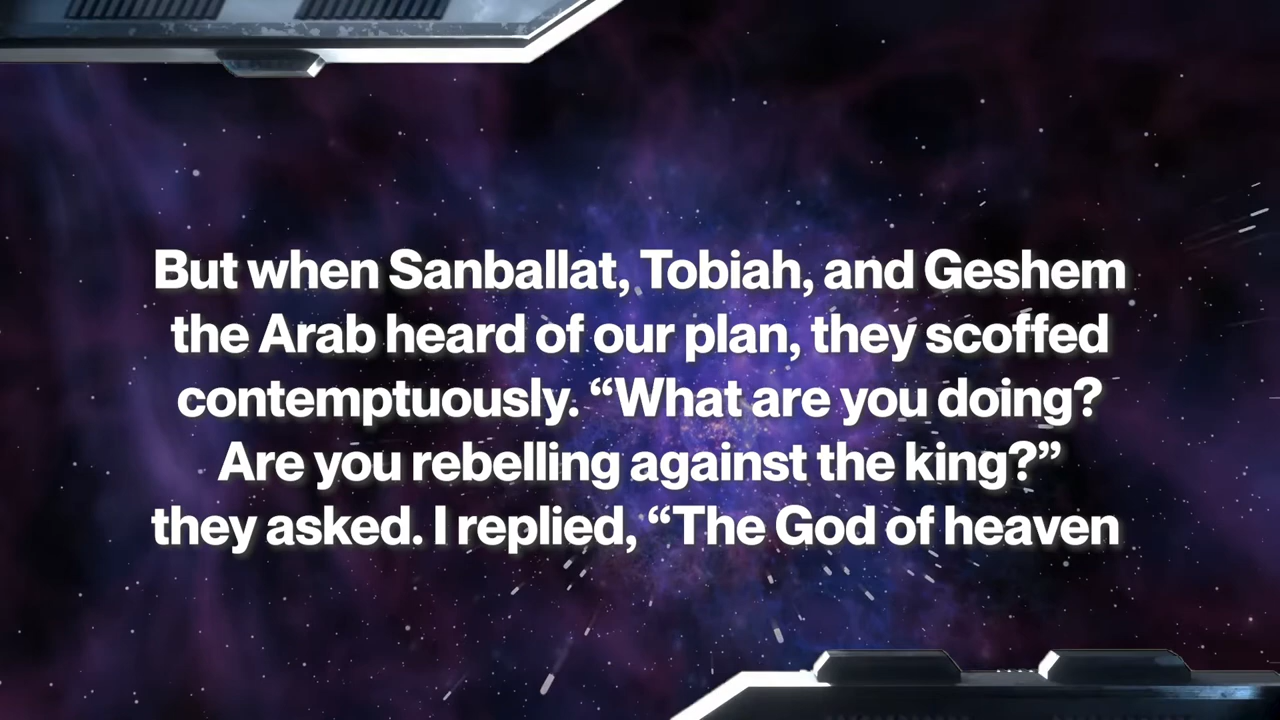 But when Sanballat, Tobiah, and Geshem
the Arab heard of our plan, they scoffed
contemptuously. “What are you doing?
Are you rebelling against the king?”
they asked. I replied, “The God of heaven